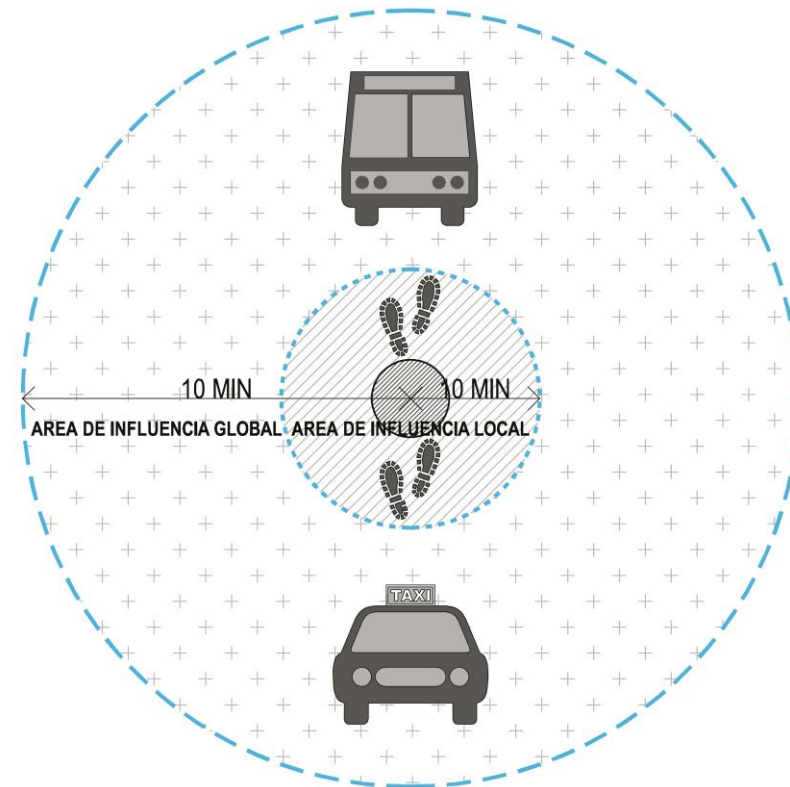 10 MIN 10 MIN
AREA DE INFLUENCIA GLOBAL AREA DE INFLUENCIA LOCAL
TAXI